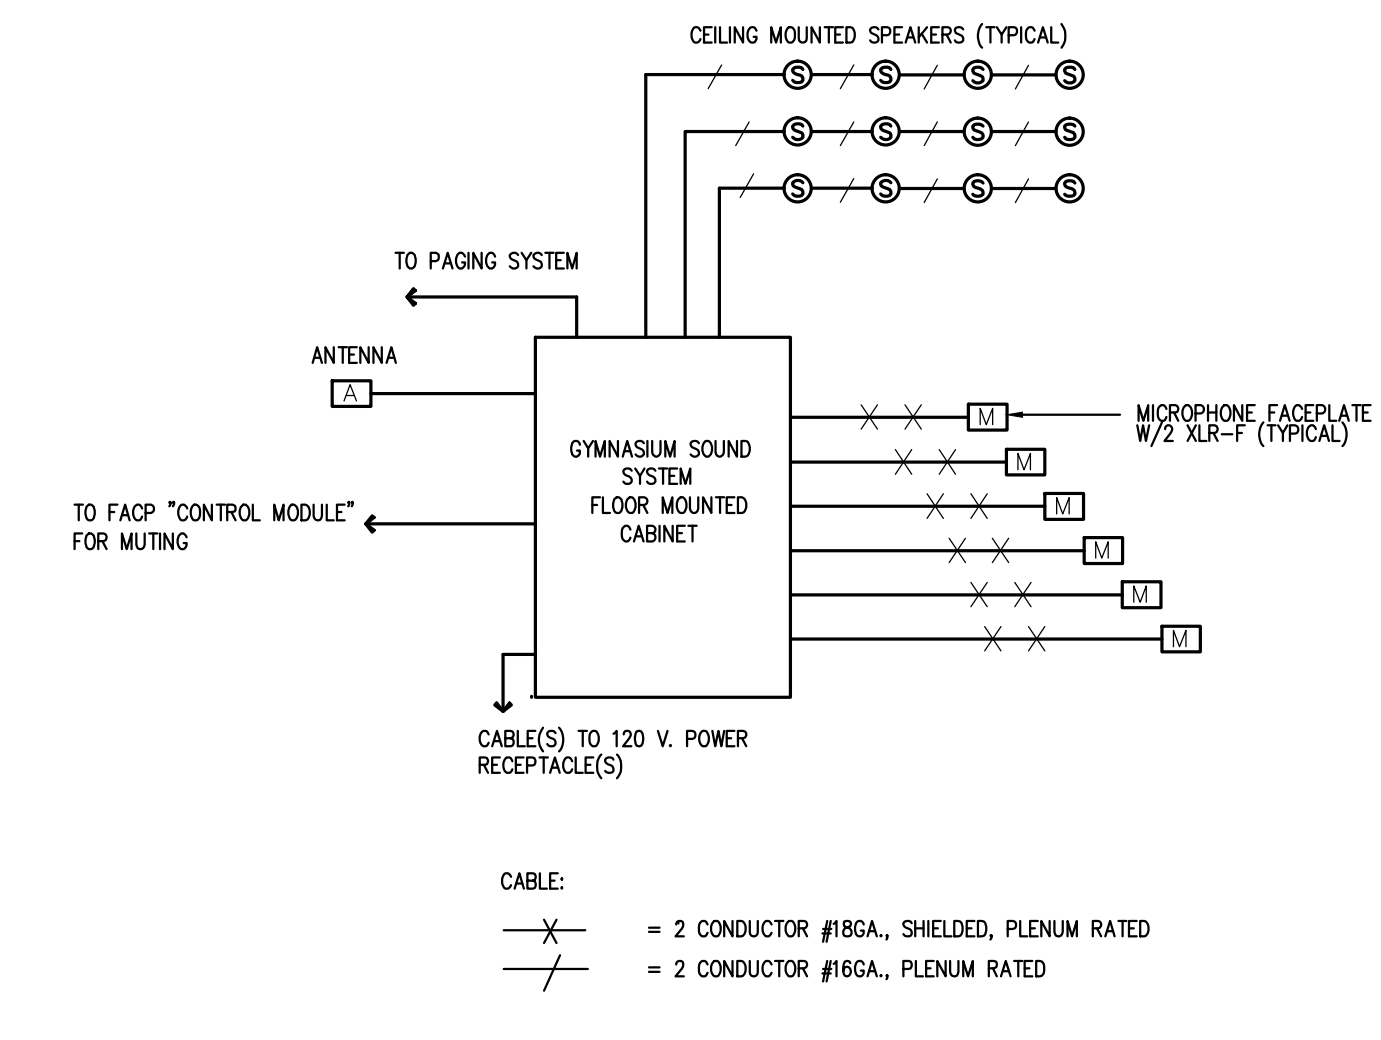 CEILING MOUNTED SPEAKERS (TYPICAL)
S S S S
S S S S
S S S S
TO PAGING SYSTEM
ANTENNA
A
GYMNASIUM SOUND
SYSTEM
FLOOR MOUNTED
CABINET
TO FACP "CONTROL MODULE"
FOR MUTING
M
MICROPHONE FACEPLATE
W/2 XLR-F (TYPICAL)
M
M
M
M
M
CABLE(S) TO 120 V. POWER
RECEPTACLE(S)
CABLE:
= 2 CONDUCTOR #18GA., SHIELDED, PLENUM RATED
= 2 CONDUCTOR #16GA., PLENUM RATED